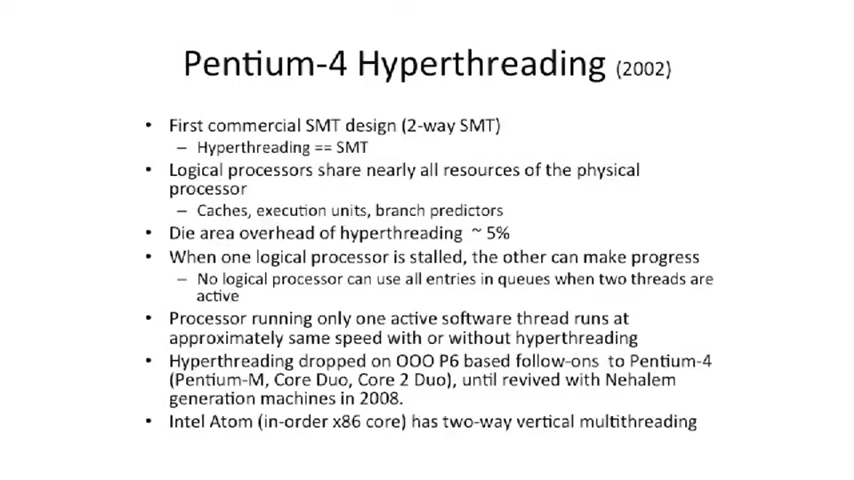 Pentium-4 Hyperthreading (2002)
• First commercial SMT design (2-way SMT)
– Hyperthreading == SMT
• Logical processors share nearly all resources of the physical
processor
– Caches, execution units, branch predictors
• Die area overhead of hyperthreading ~ 5%
• When one logical processor is stalled, the other can make progress
– No logical processor can use all entries in queues when two threads are
active
• Processor running only one active software thread runs at
approximately same speed with or without hyperthreading
• Hyperthreading dropped on OOO P6 based follow-ons to Pentium-4
(Pentium-M, Core Duo, Core 2 Duo), until revived with Nehalem
generation machines in 2008.
• Intel Atom (in-order x86 core) has two-way vertical multithreading